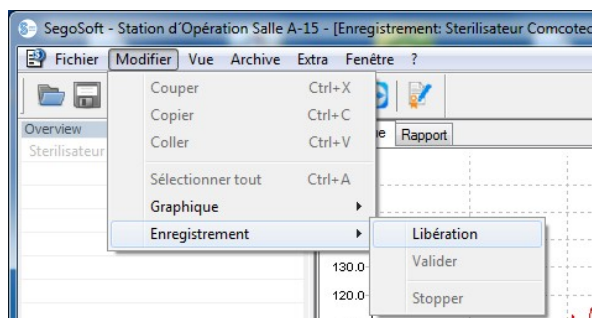 SegoSoft - Station d´Opération Salle A-15 - [Enregistrement: Sterilisateur Comcotec
Fichier Modifier Vue Archive Extra Fenêtre ?
Couper Ctrl+X
Copier Ctrl+C
Overview
Coller Ctrl+V
Rapport
Sterilisateur
Sélectionner tout Ctrl+A
Graphique
Enregistrement
Libération
130.0
Valider
120.0
Stopper